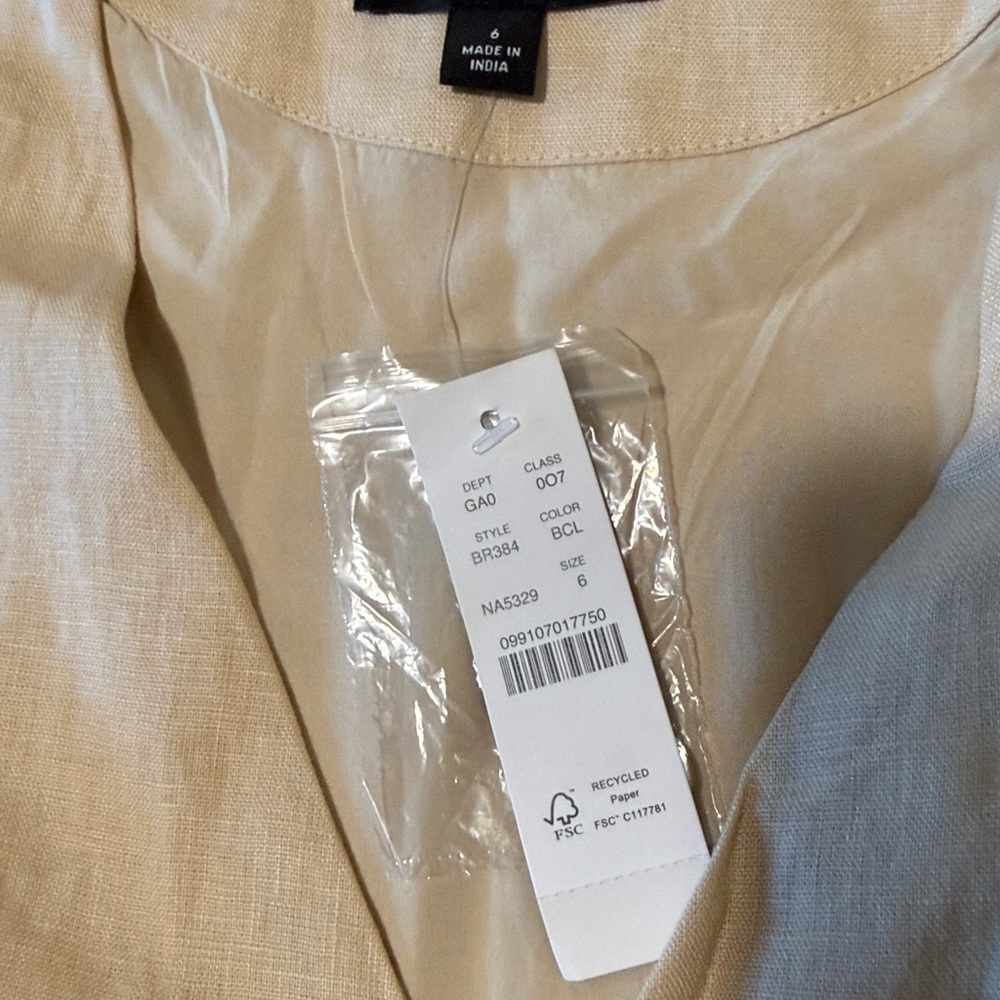 6
MADE IN
INDIA
DEPT CLASS
GA0 0O7
STYLE COLOR
BR384 BCL
SIZE
NA5329 6
099107017750
RECYCLED
Paper
FSC™ C117781
FSC